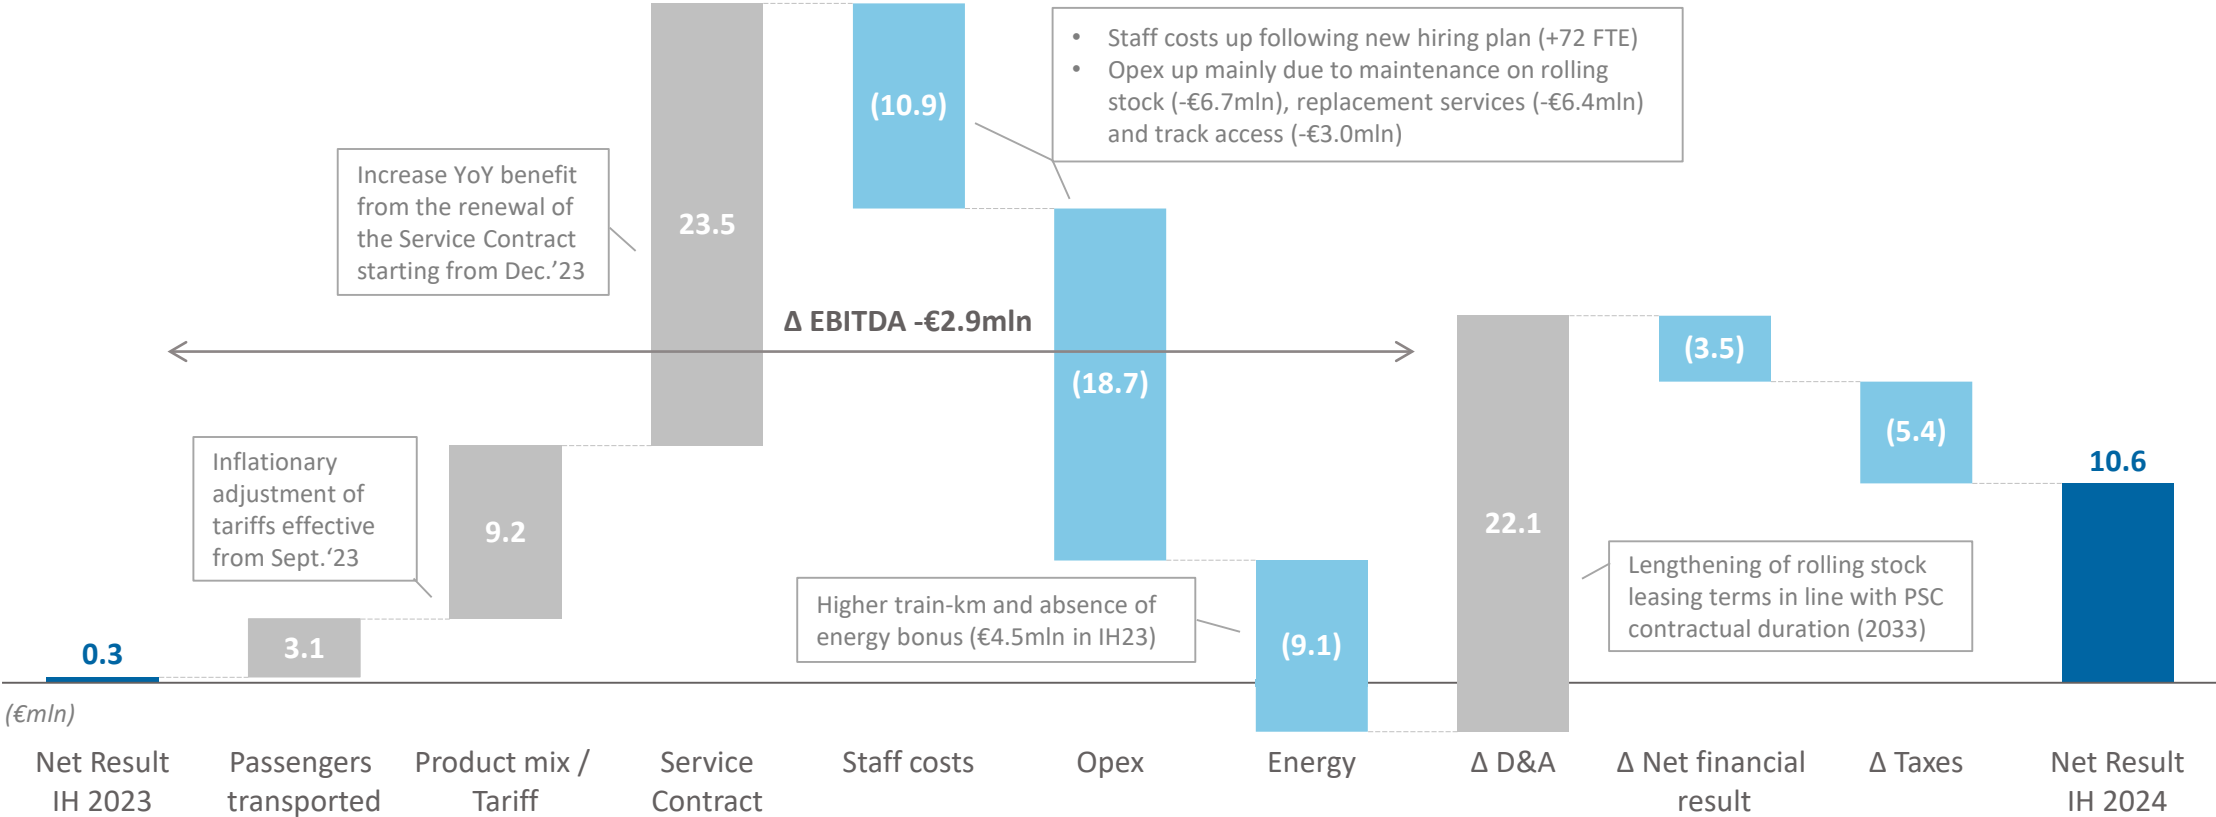 • Staff costs up following new hiring plan (+72 FTE)
• Opex up mainly due to maintenance on rolling
stock (-€6.7mln), replacement services (-€6.4mln)
and track access (-€3.0mln)
(10.9)
Increase YoY benefit
from the renewal of
the Service Contract
starting from Dec.’23
23.5
Δ EBITDA -€2.9mln
(18.7)
(3.5)
(5.4)
10.6
Inflationary
adjustment of
tariffs effective
from Sept.‘23
9.2
22.1
Higher train-km and absence of
energy bonus (€4.5mln in IH23)
(9.1)
Lengthening of rolling stock
leasing terms in line with PSC
contractual duration (2033)
0.3
3.1
(€mln)
Net Result
IH 2023
Passengers
transported
Product mix /
Tariff
Service
Contract
Staff costs
Opex
Energy
Δ D&A
Δ Net financial
result
Δ Taxes
Net Result
IH 2024